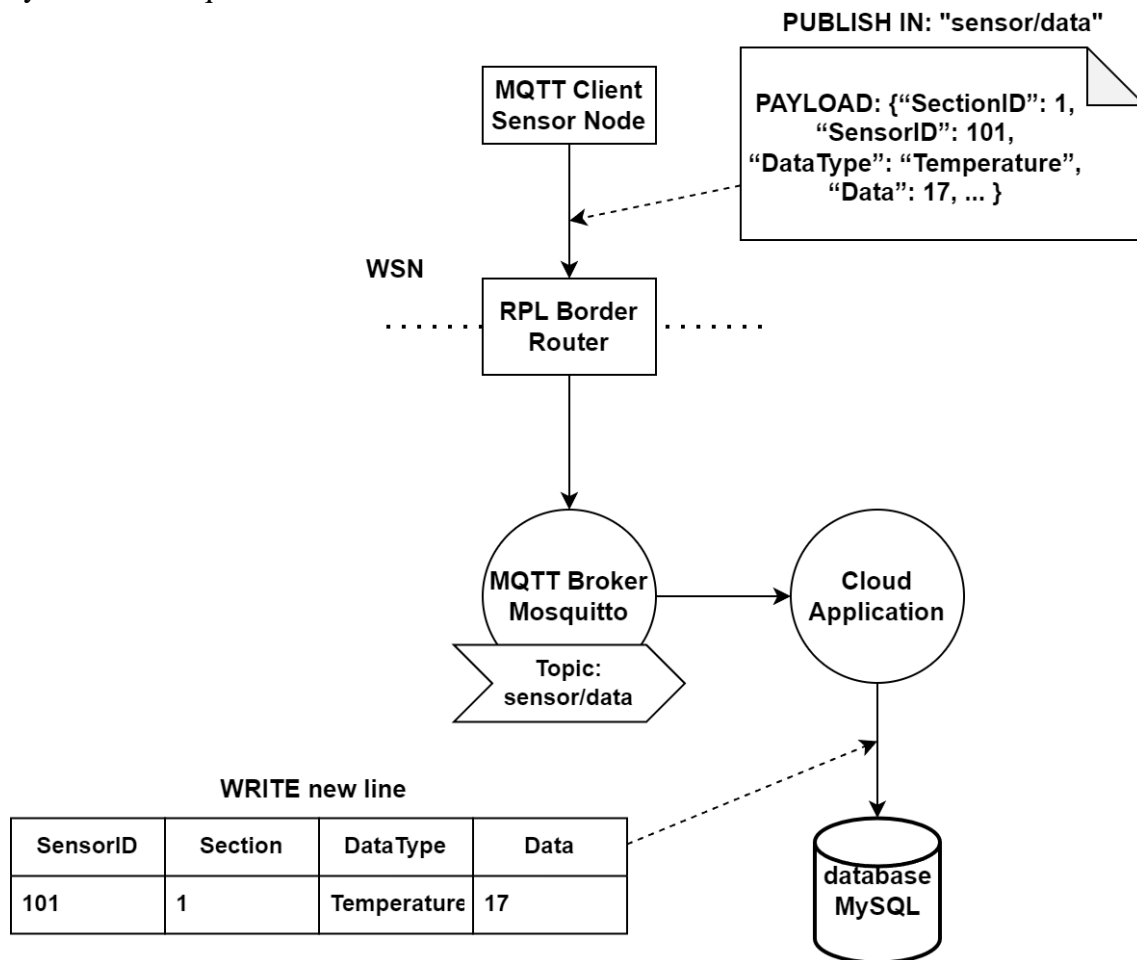 PUBLISH IN: "sensor/data"
MQTT Client
Sensor Node
PAYLOAD: {“SectionID”: 1,
“SensorID”: 101,
“DataType”: “Temperature”,
“Data”: 17, ... }
WSN
RPL Border
Router
MQTT Broker
Mosquitto
Cloud
Application
Topic:
sensor/data
WRITE new line
SensorID Section DataType Data
101 1 Temperature 17
database
MySQL